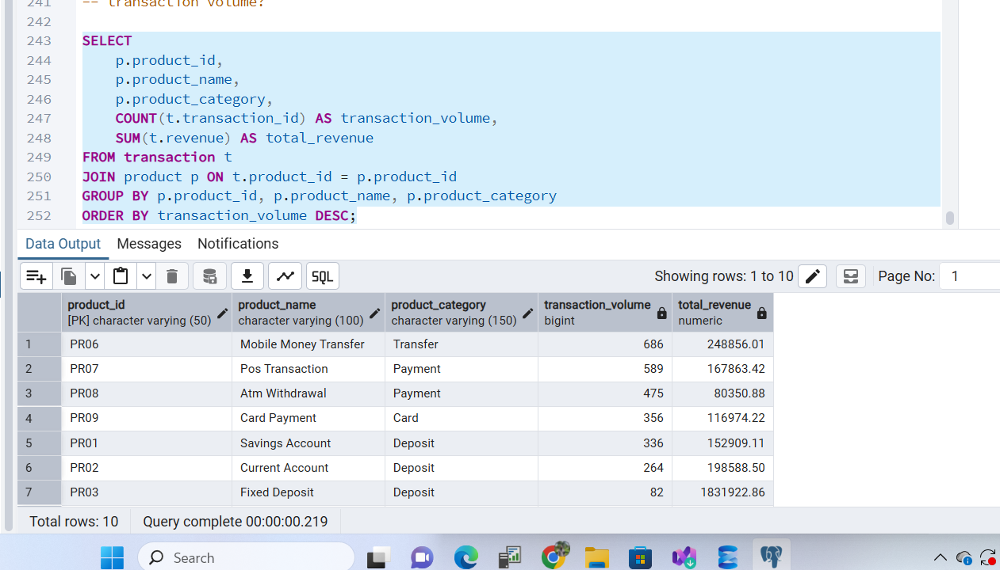 241 -- transaction volume?
242
243 SELECT
244 p.product_id,
245 p.product_name,
246 p.product_category,
247 COUNT(t.transaction_id) AS transaction_volume,
248 SUM(t.revenue) AS total_revenue
249 FROM transaction t
250 JOIN product p ON t.product_id = p.product_id
251 GROUP BY p.product_id, p.product_name, p.product_category
252 ORDER BY transaction_volume DESC;
Data Output Messages Notifications
SQL Showing rows: 1 to 10 Page No: 1
product_id product_name product_category transaction_volume total_revenue
[PK] character varying (50) character varying (100) character varying (150) bigint numeric
1 PR06 Mobile Money Transfer Transfer 686 248856.01
2 PR07 Pos Transaction Payment 589 167863.42
3 PR08 Atm Withdrawal Payment 475 80350.88
4 PR09 Card Payment Card 356 116974.22
5 PR01 Savings Account Deposit 336 152909.11
6 PR02 Current Account Deposit 264 198588.50
7 PR03 Fixed Deposit Deposit 82 1831922.86
Total rows: 10 Query complete 00:00:00.219
Search